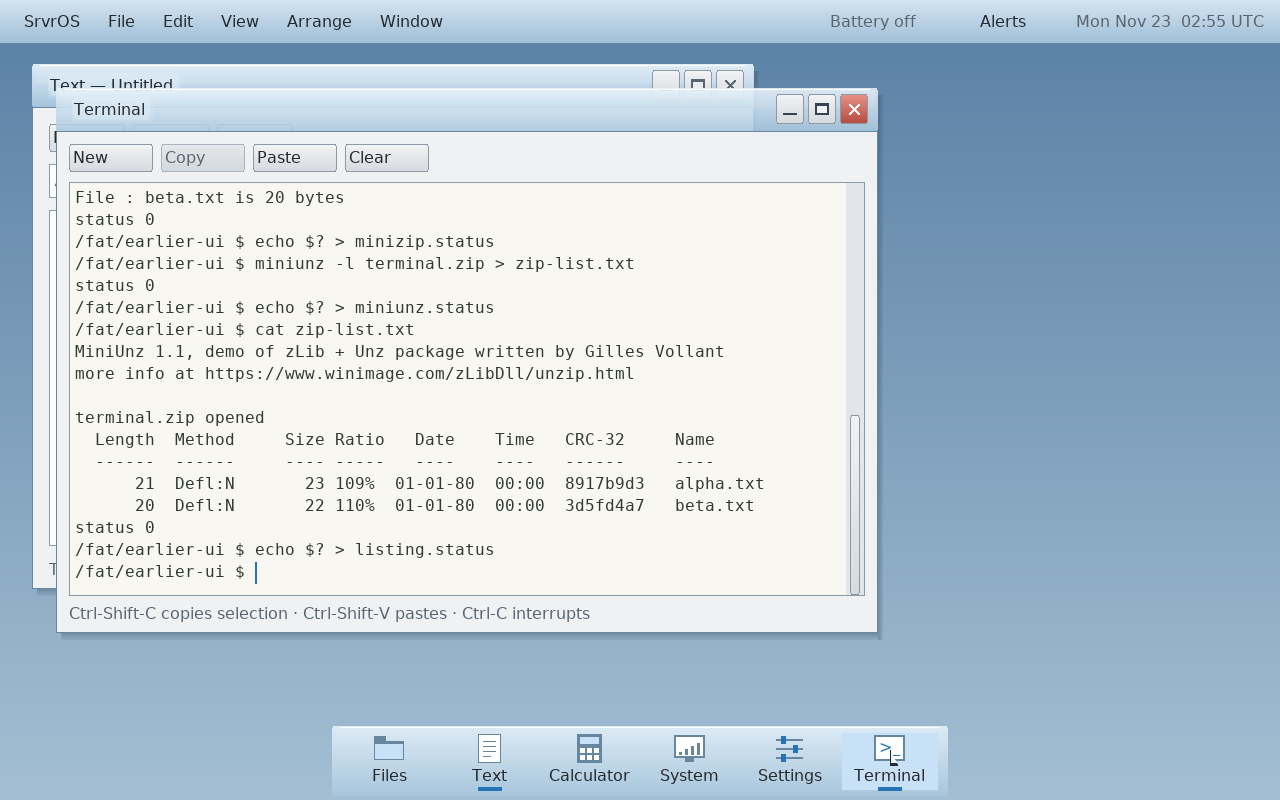 SrvrOS File Edit View Arrange Window Battery off Alerts Mon Nov 23 02:55 UTC
Text — Untitled
Terminal
New Copy Paste Clear
File : beta.txt is 20 bytes
status 0
/fat/earlier-ui $ echo $? > minizip.status
/fat/earlier-ui $ miniunz -l terminal.zip > zip-list.txt
status 0
/fat/earlier-ui $ echo $? > miniunz.status
/fat/earlier-ui $ cat zip-list.txt
MiniUnz 1.1, demo of zLib + Unz package written by Gilles Vollant
more info at https://www.winimage.com/zLibDll/unzip.html
terminal.zip opened
Length Method Size Ratio Date Time CRC-32 Name
------ ------ ---- ----- ---- ---- ------ ----
21 Defl:N 23 109% 01-01-80 00:00 8917b9d3 alpha.txt
20 Defl:N 22 110% 01-01-80 00:00 3d5fd4a7 beta.txt
status 0
/fat/earlier-ui $ echo $? > listing.status
/fat/earlier-ui $
Ctrl-Shift-C copies selection · Ctrl-Shift-V pastes · Ctrl-C interrupts
Files Text Calculator System Settings Terminal